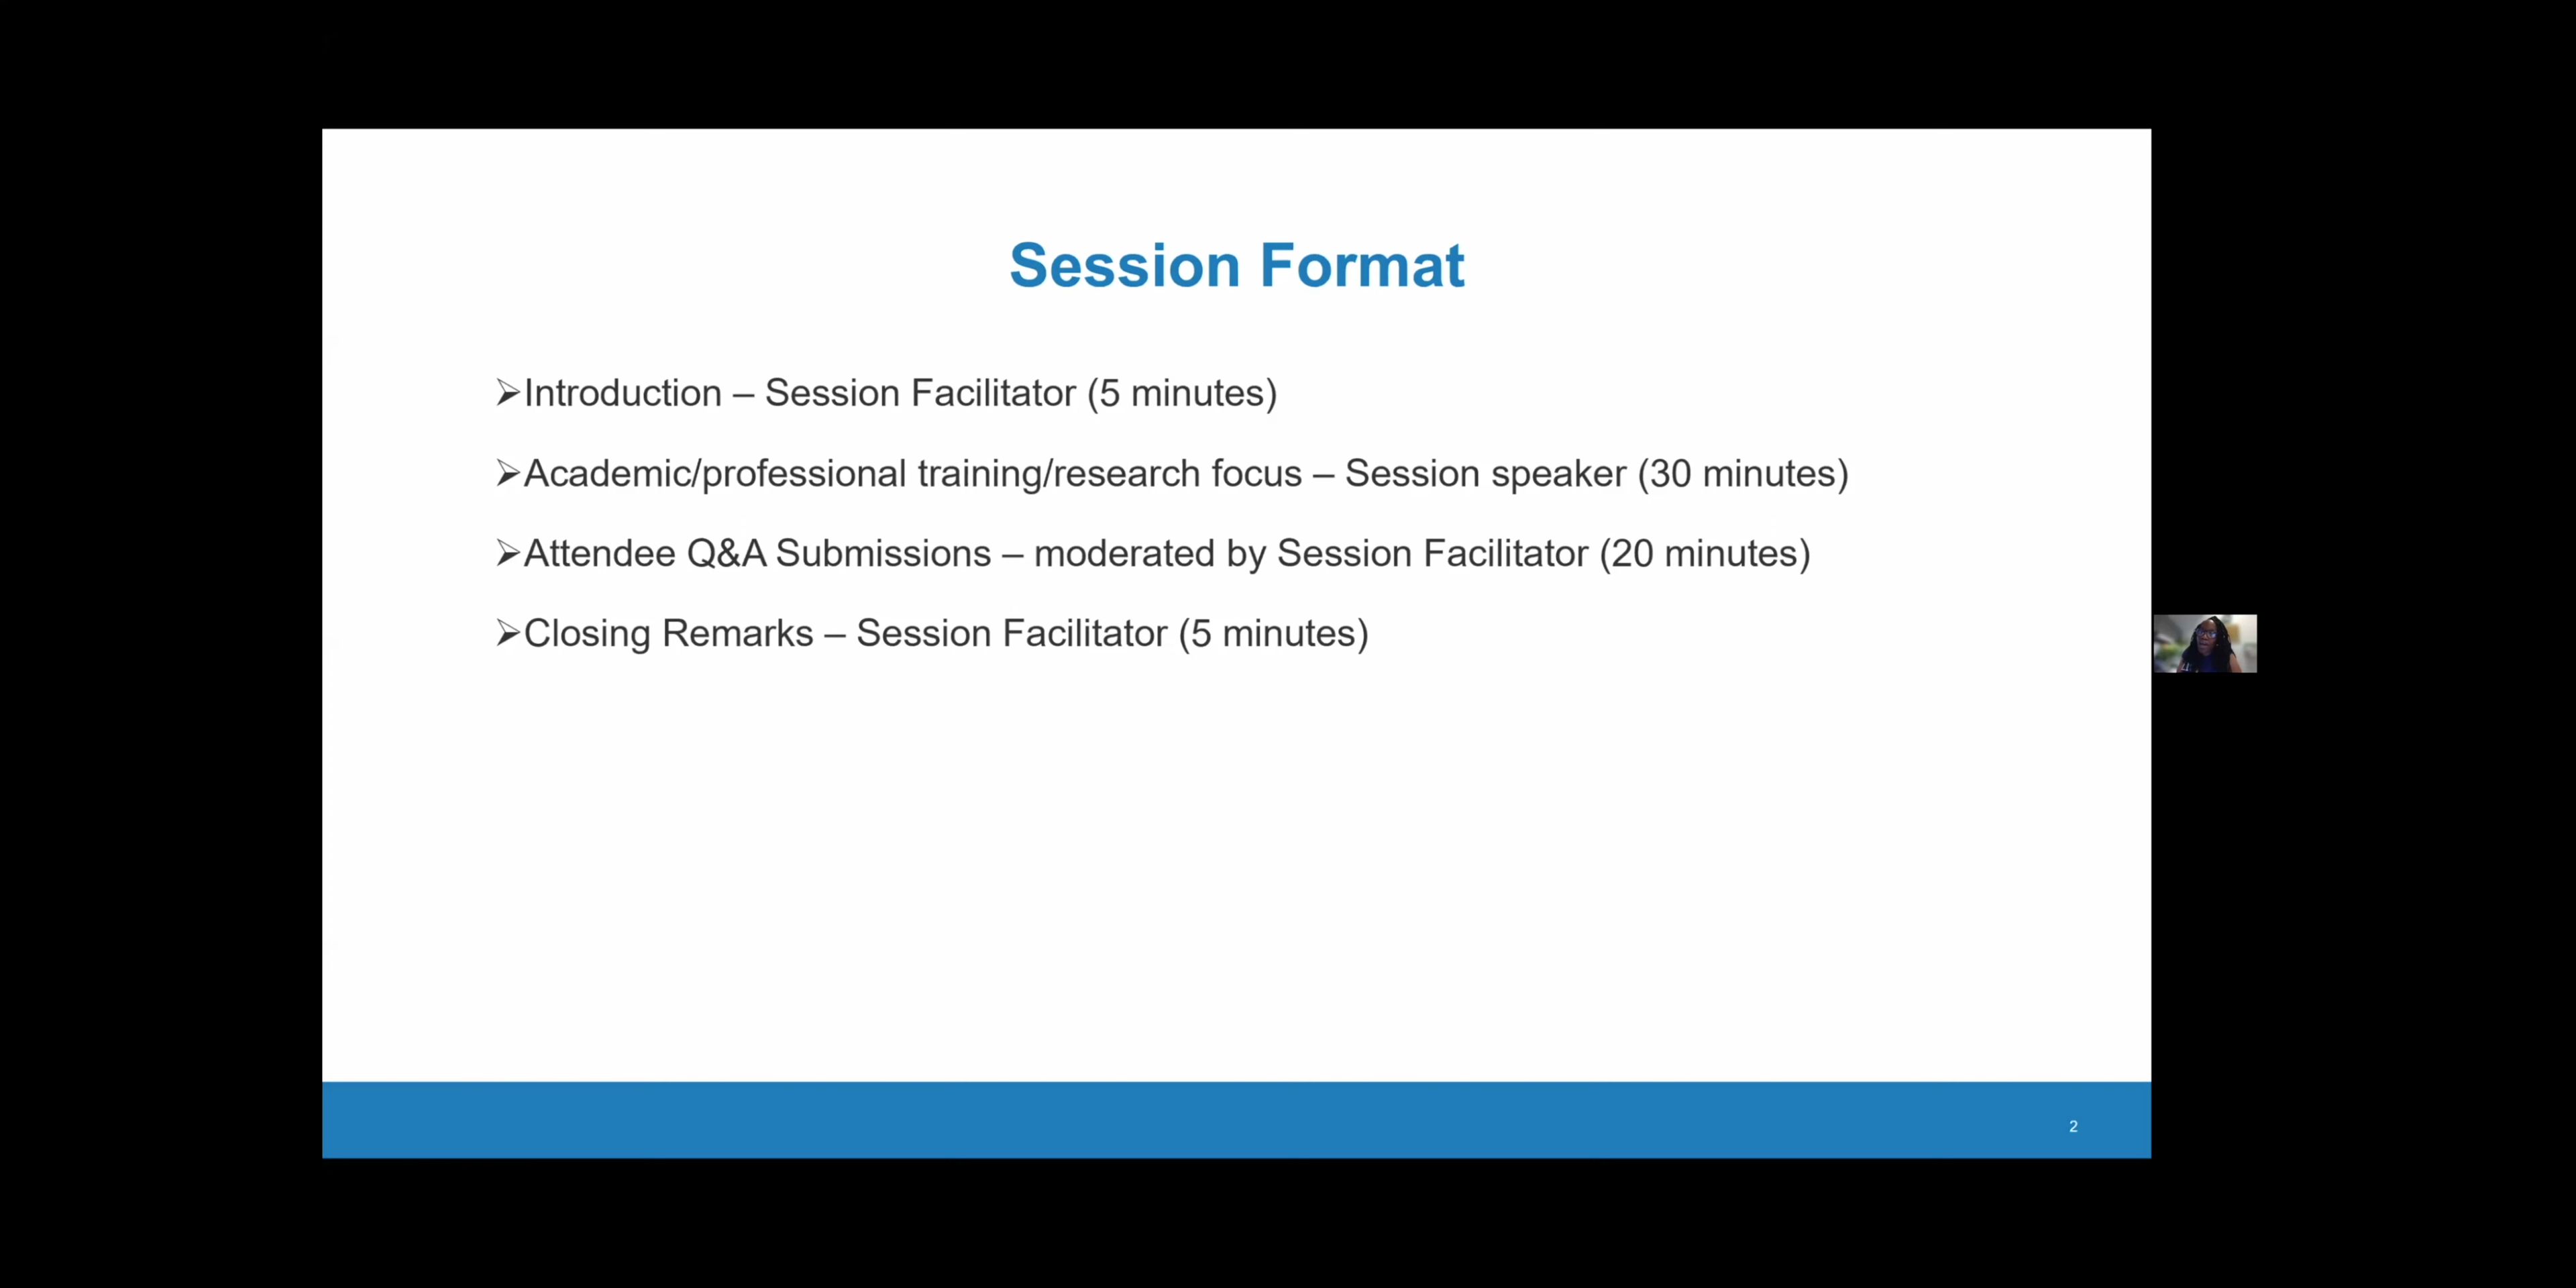 Session Format
➢Introduction – Session Facilitator (5 minutes)
➢Academic/professional training/research focus – Session speaker (30 minutes)
➢Attendee Q&A Submissions – moderated by Session Facilitator (20 minutes)
➢Closing Remarks – Session Facilitator (5 minutes)
2